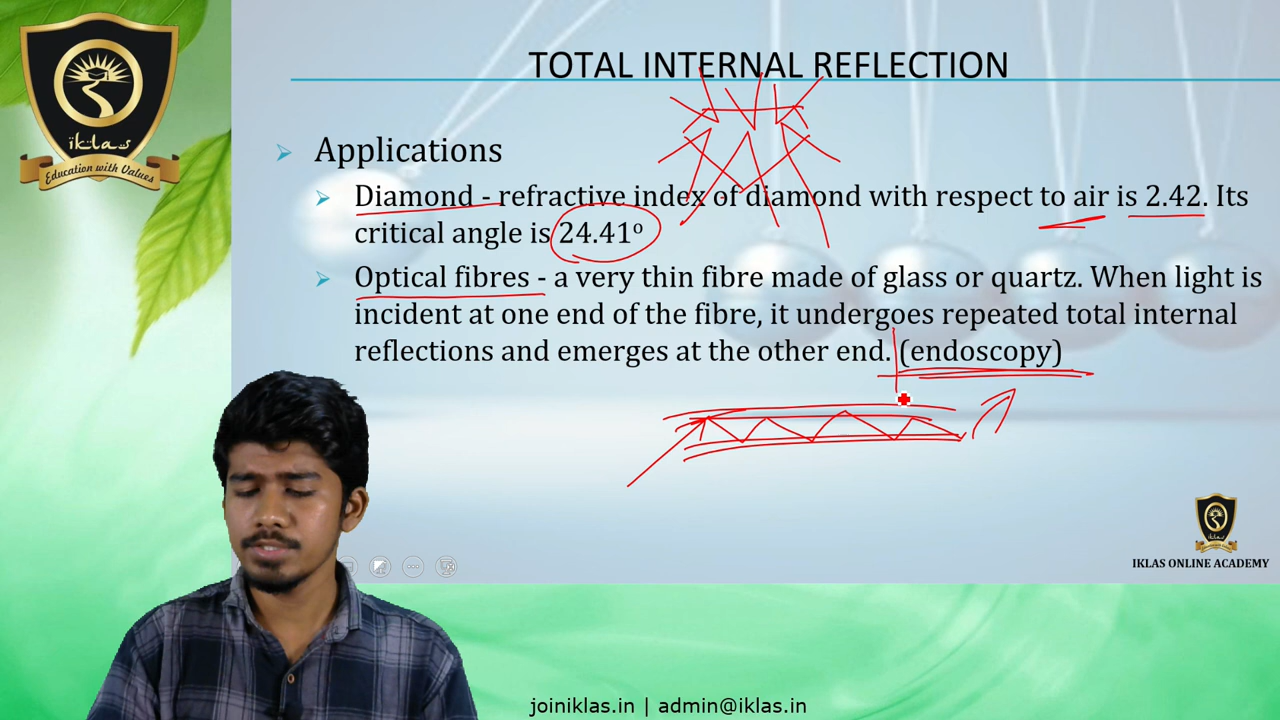 iklas
Education with Values
TOTAL INTERNAL REFLECTION
Applications
Diamond - refractive index of diamond with respect to air is 2.42. Its
critical angle is 24.41º
Optical fibres - a very thin fibre made of glass or quartz. When light is
incident at one end of the fibre, it undergoes repeated total internal
reflections and emerges at the other end. (endoscopy)
iklas
IKLAS ONLINE ACADEMY
joiniklas.in | admin@iklas.in